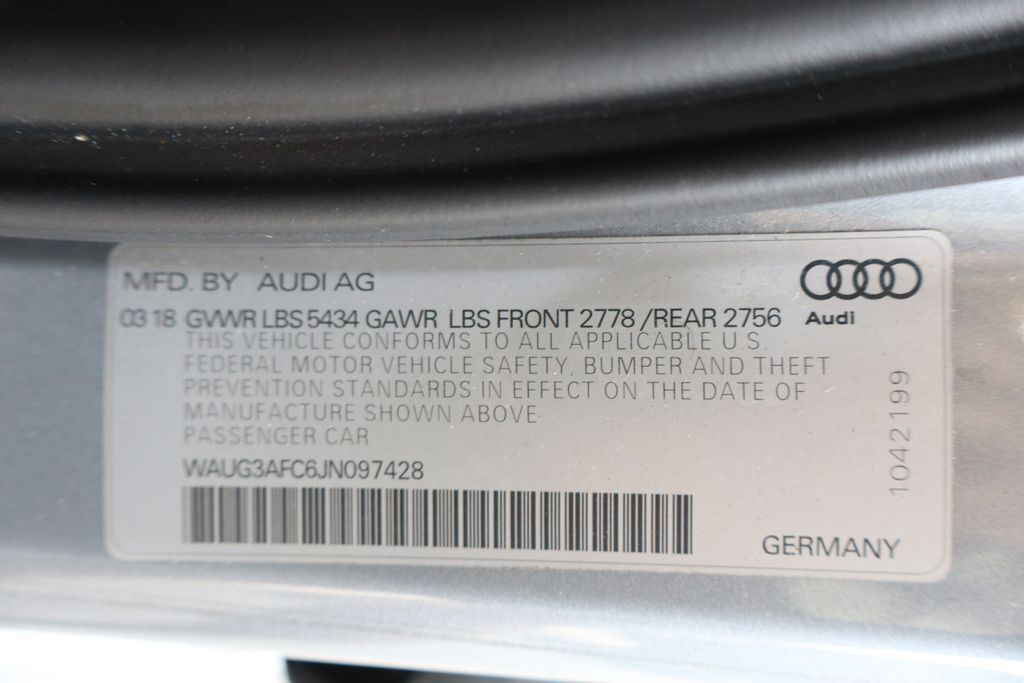 MFD. BY AUDI AG
Audi
03 18 GVWR LBS 5434 GAWR LBS FRONT 2778 /REAR 2756
THIS VEHICLE CONFORMS TO ALL APPLICABLE U.S.
FEDERAL MOTOR VEHICLE SAFETY, BUMPER AND THEFT
PREVENTION STANDARDS IN EFFECT ON THE DATE OF
MANUFACTURE SHOWN ABOVE
PASSENGER CAR
WAUG3AFC6JN097428
1042199
GERMANY